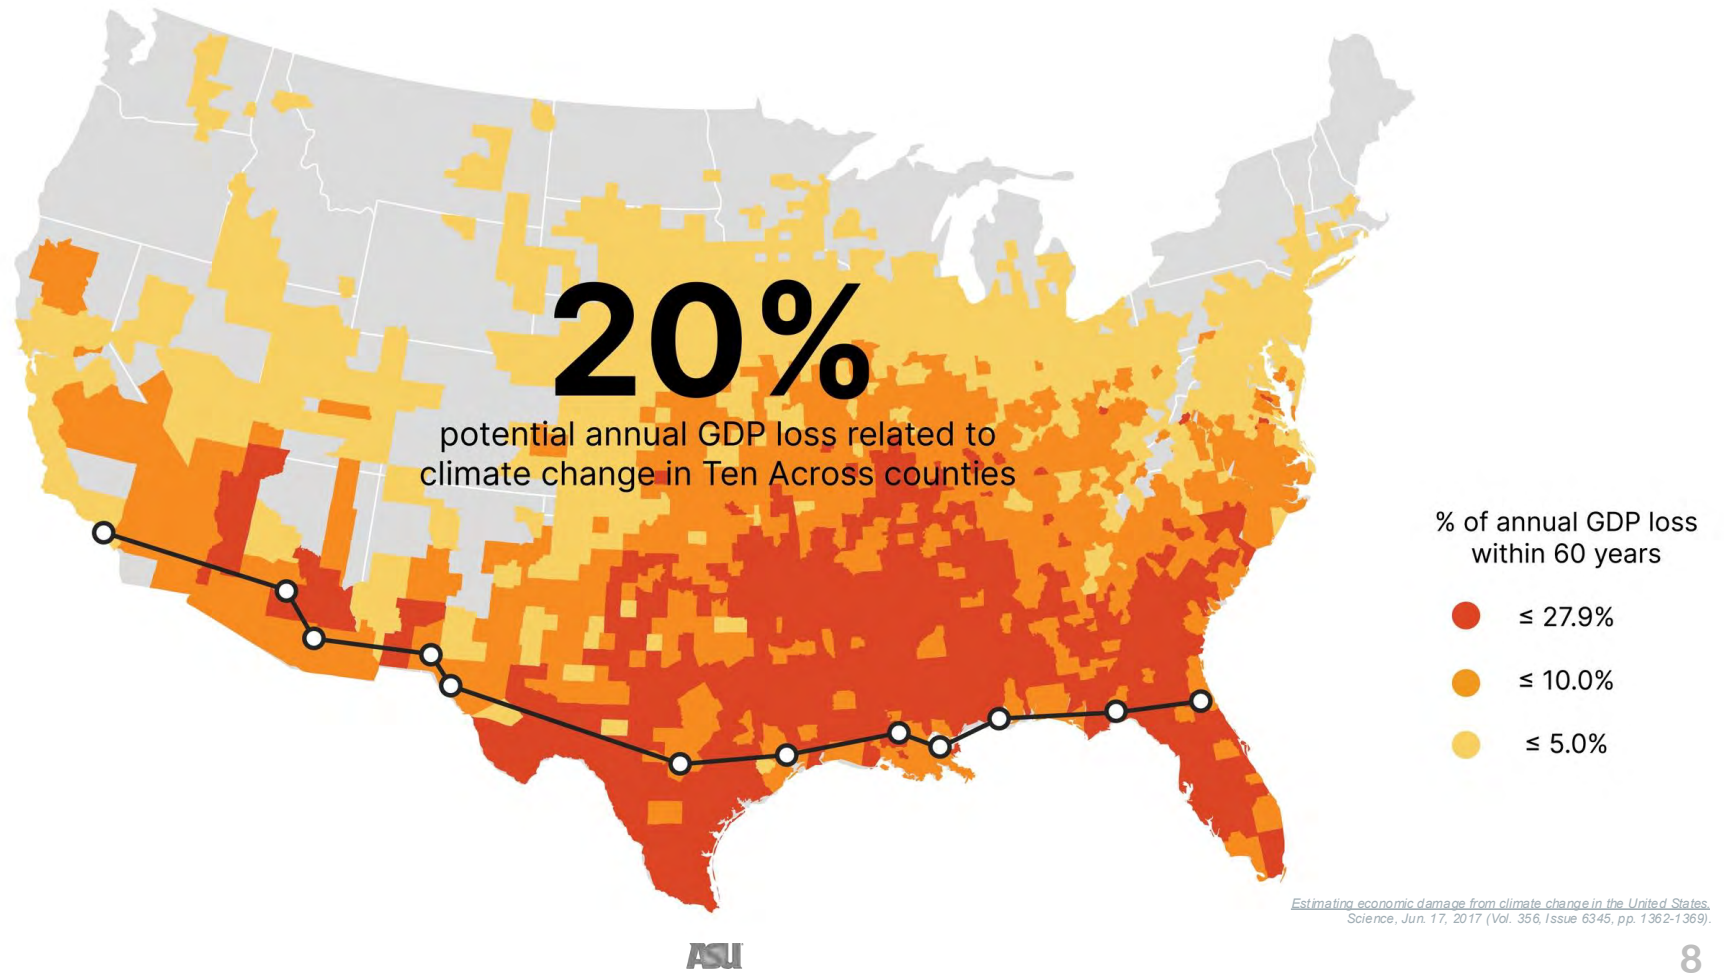 20%
potential annual GDP loss related to
climate change in Ten Across counties
% of annual GDP loss
within 60 years
≤ 27.9%
≤ 10.0%
≤ 5.0%
Estimating economic damage from climate change in the United States,
Science, Jun. 17, 2017 (Vol. 356, Issue 6345, pp. 1362-1369).
ASU
8